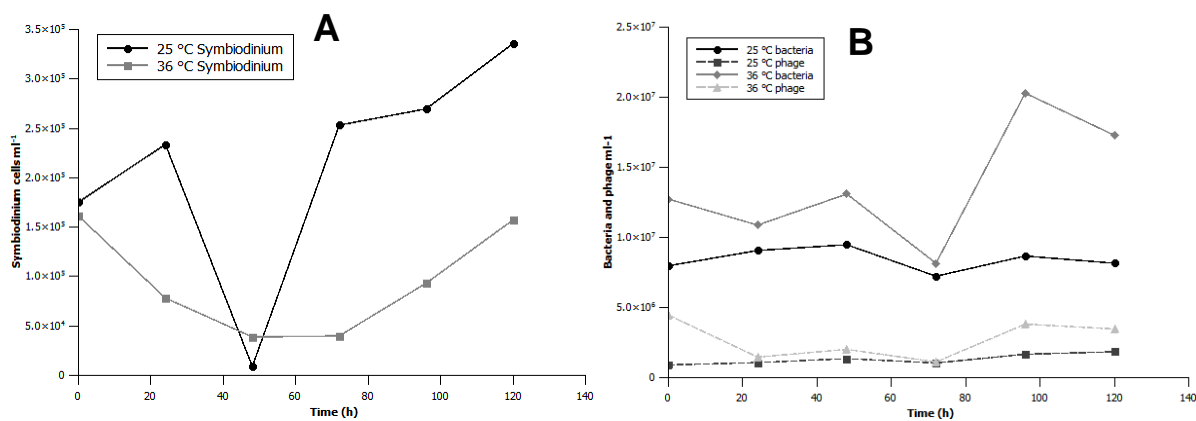 A
25 °C Symbiodinium
36 °C Symbiodinium
3.5×10⁵
3.0×10⁵
2.5×10⁵
2.0×10⁵
1.5×10⁵
1.0×10⁵
5.0×10⁴
0
Symbiodinium cells ml⁻¹
0 20 40 60 80 100 120 140
Time (h)
B
25 °C bacteria
25 °C phage
36 °C bacteria
36 °C phage
2.5×10⁷
2.0×10⁷
1.5×10⁷
1.0×10⁷
5.0×10⁶
0
Bacteria and phage ml-1
0 20 40 60 80 100 120 140
Time (h)